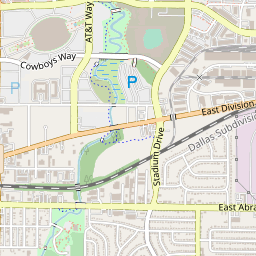 AT&T Way
Cowboys Way
P
P
East Division
Dallas Subdivision
Stadium Drive
East Abra